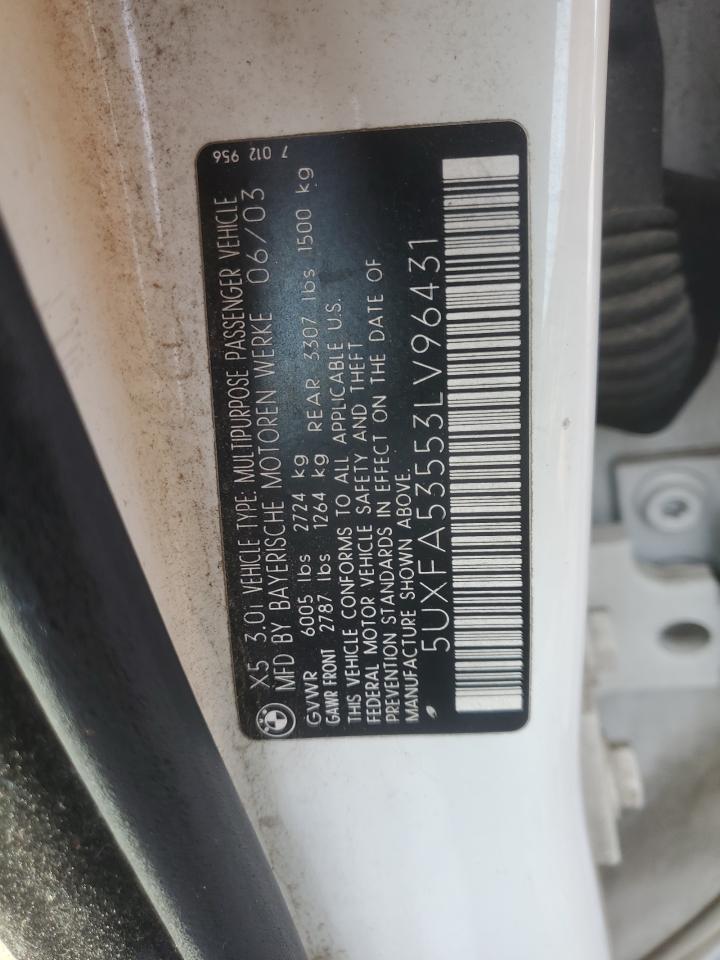 7 012 956
X5 3.0i VEHICLE TYPE: MULTIPURPOSE PASSENGER VEHICLE
MFD BY BAYERISCHE MOTOREN WERKE 06/03
GVWR 6005 lbs 2724 kg
GAWR FRONT 2787 lbs 1264 kg REAR 3307 lbs 1500 kg
THIS VEHICLE CONFORMS TO ALL APPLICABLE U.S.
FEDERAL MOTOR VEHICLE SAFETY AND THEFT
PREVENTION STANDARDS IN EFFECT ON THE DATE OF
MANUFACTURE SHOWN ABOVE.
5UXFA53553LV96431